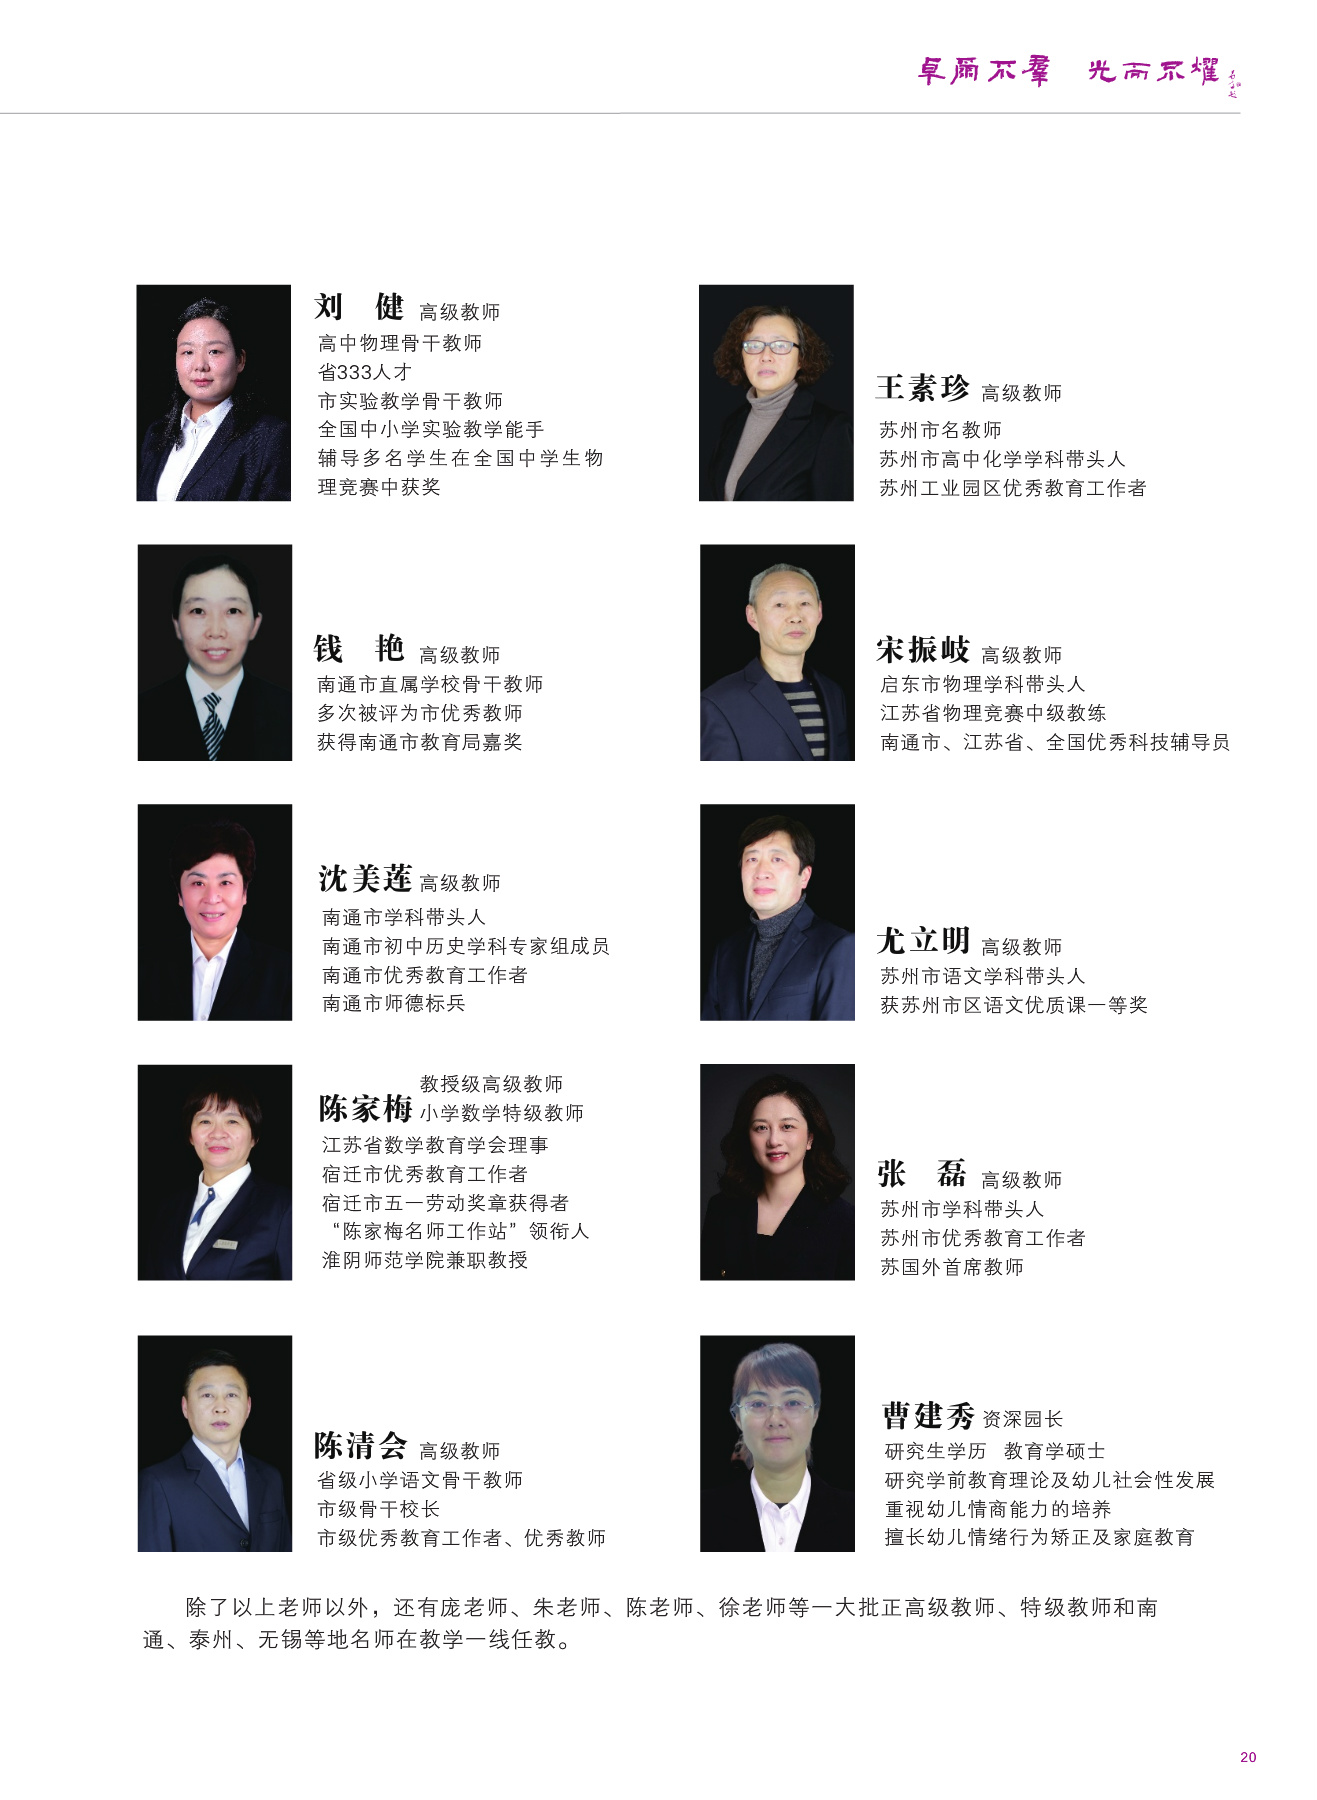 卓爾不羣 光而不燿
刘 健 高级教师
高中物理骨干教师
省333人才
市实验教学骨干教师
全国中小学实验教学能手
辅导多名学生在全国中学生物
理竞赛中获奖
王素珍 高级教师
苏州市名教师
苏州市高中化学学科带头人
苏州工业园区优秀教育工作者
钱 艳 高级教师
南通市直属学校骨干教师
多次被评为市优秀教师
获得南通市教育局嘉奖
宋振岐 高级教师
启东市物理学科带头人
江苏省物理竞赛中级教练
南通市、江苏省、全国优秀科技辅导员
沈美莲 高级教师
南通市学科带头人
南通市初中历史学科专家组成员
南通市优秀教育工作者
南通市师德标兵
尤立明 高级教师
苏州市语文学科带头人
获苏州市区语文优质课一等奖
教授级高级教师
陈家梅 小学数学特级教师
江苏省数学教育学会理事
宿迁市优秀教育工作者
宿迁市五一劳动奖章获得者
“陈家梅名师工作站”领衔人
淮阴师范学院兼职教授
张 磊 高级教师
苏州市学科带头人
苏州市优秀教育工作者
苏国外首席教师
陈清会 高级教师
省级小学语文骨干教师
市级骨干校长
市级优秀教育工作者、优秀教师
曹建秀 资深园长
研究生学历 教育学硕士
研究学前教育理论及幼儿社会性发展
重视幼儿情商能力的培养
擅长幼儿情绪行为矫正及家庭教育
除了以上老师以外，还有庞老师、朱老师、陈老师、徐老师等一大批正高级教师、特级教师和南
通、泰州、无锡等地名师在教学一线任教。
20